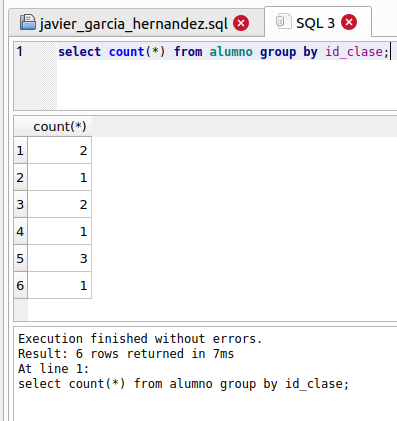 javier_garcia_hernandez.sql SQL 3
1 select count(*) from alumno group by id_clase;
count(*)
1 2
2 1
3 2
4 1
5 3
6 1
Execution finished without errors.
Result: 6 rows returned in 7ms
At line 1:
select count(*) from alumno group by id_clase;